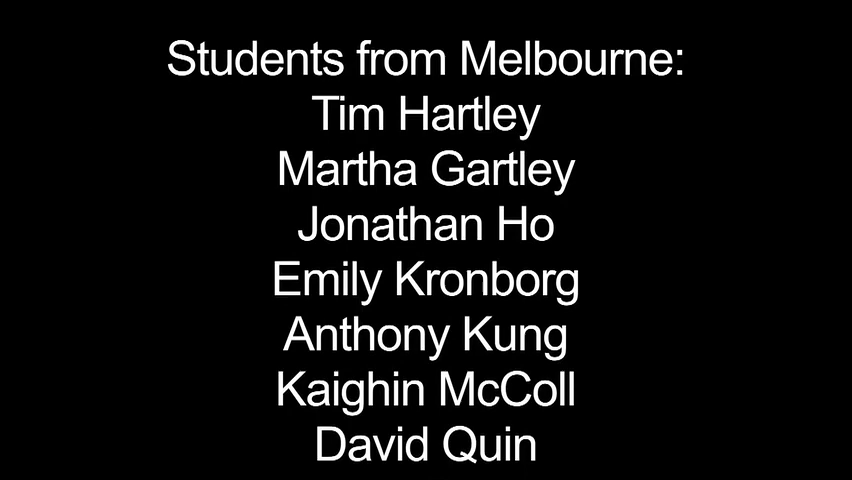 Students from Melbourne:
Tim Hartley
Martha Gartley
Jonathan Ho
Emily Kronborg
Anthony Kung
Kaighin McColl
David Quin